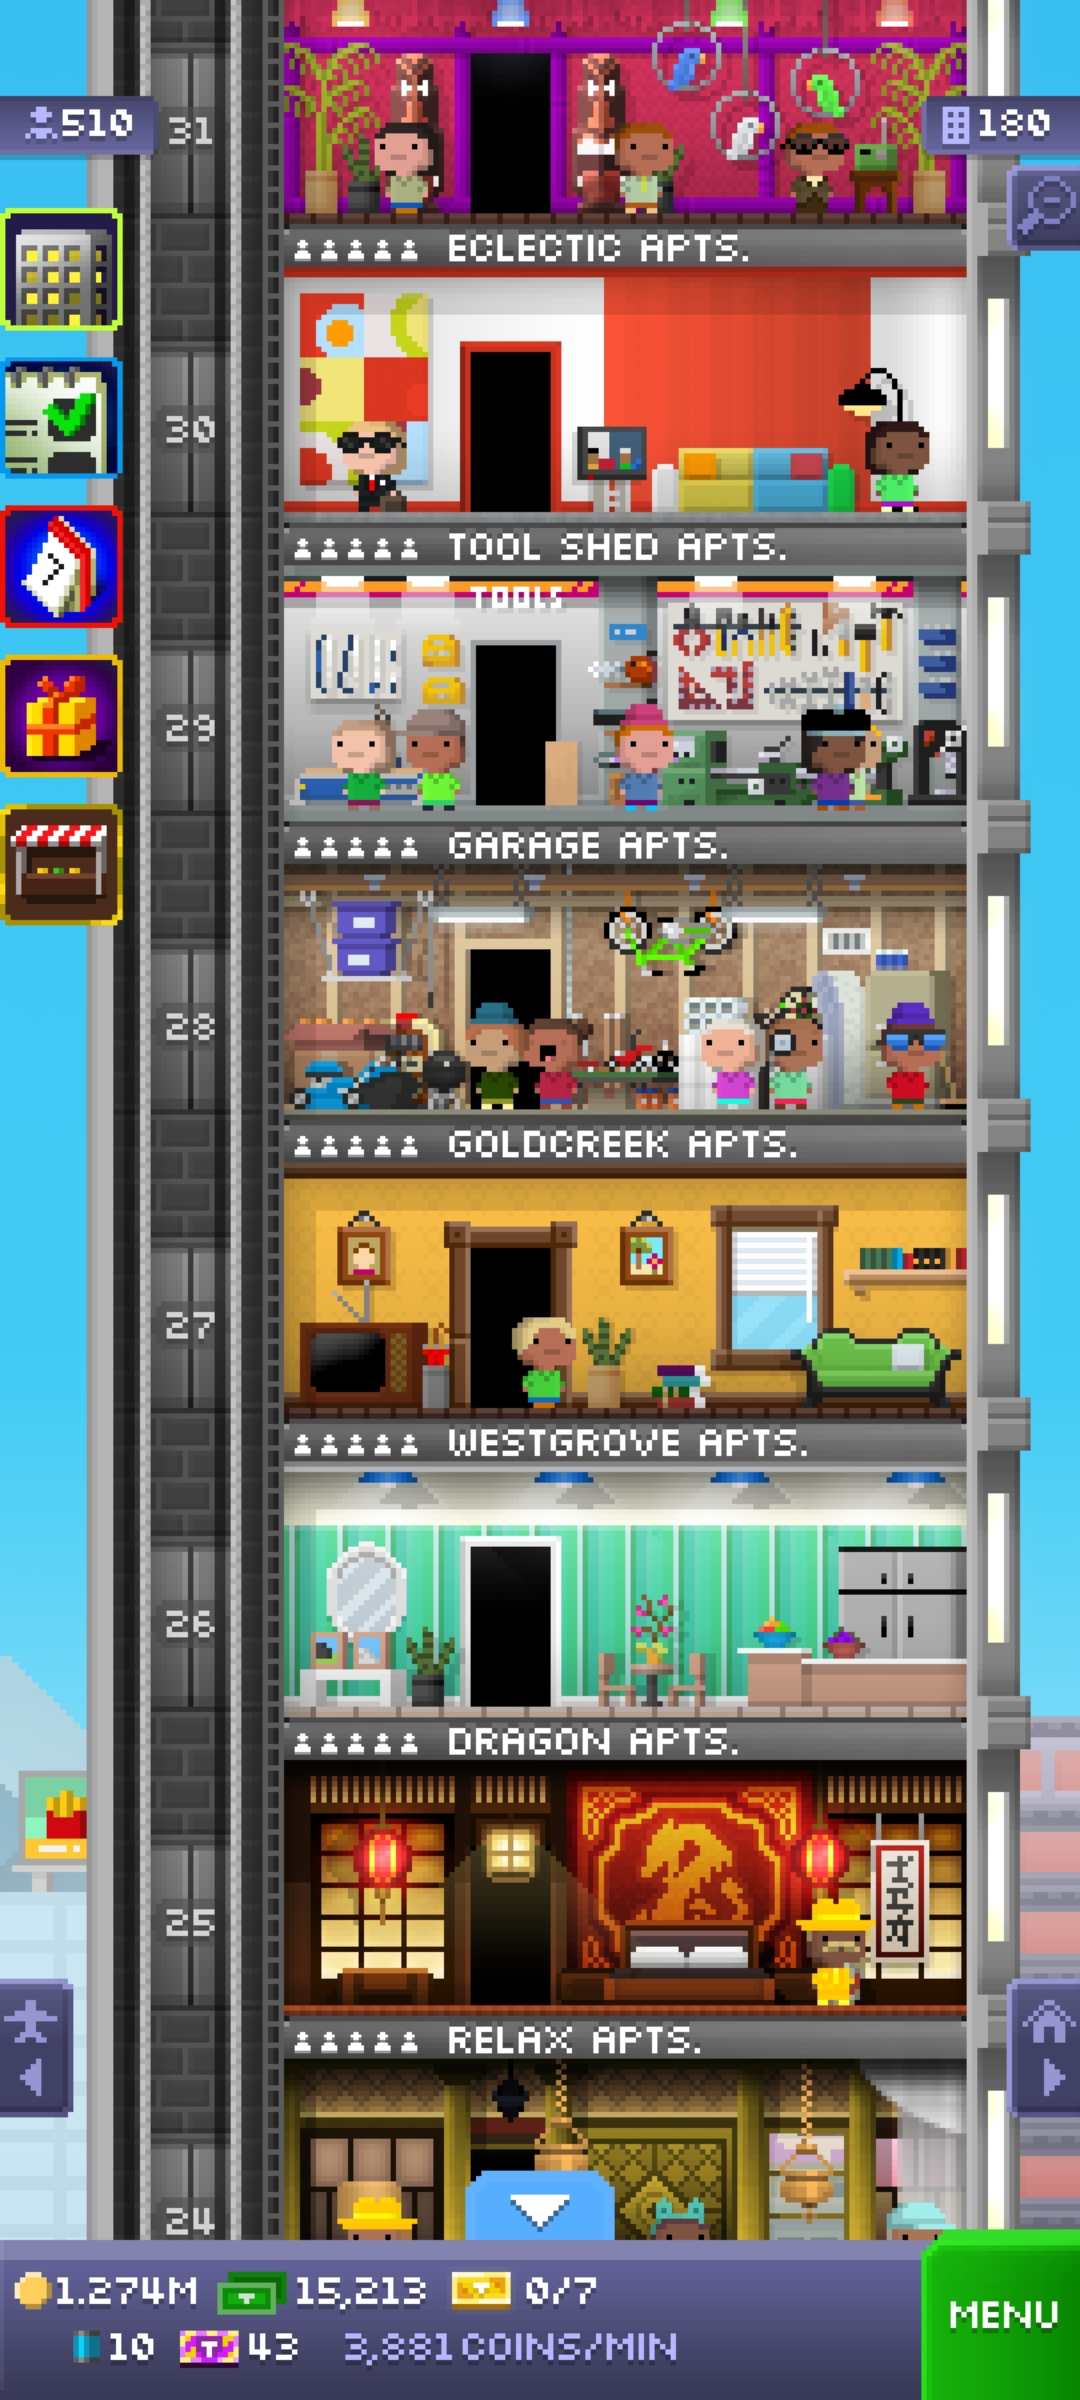 510
31
180
ECLECTIC APTS.
30
TOOL SHED APTS.
TOOLS
29
GARAGE APTS.
28
GOLDCREEK APTS.
27
WESTGROVE APTS.
26
DRAGON APTS.
25
RELAX APTS.
24
1.274M 15,213 0/7
10 43 3,881 COINS/MIN
MENU